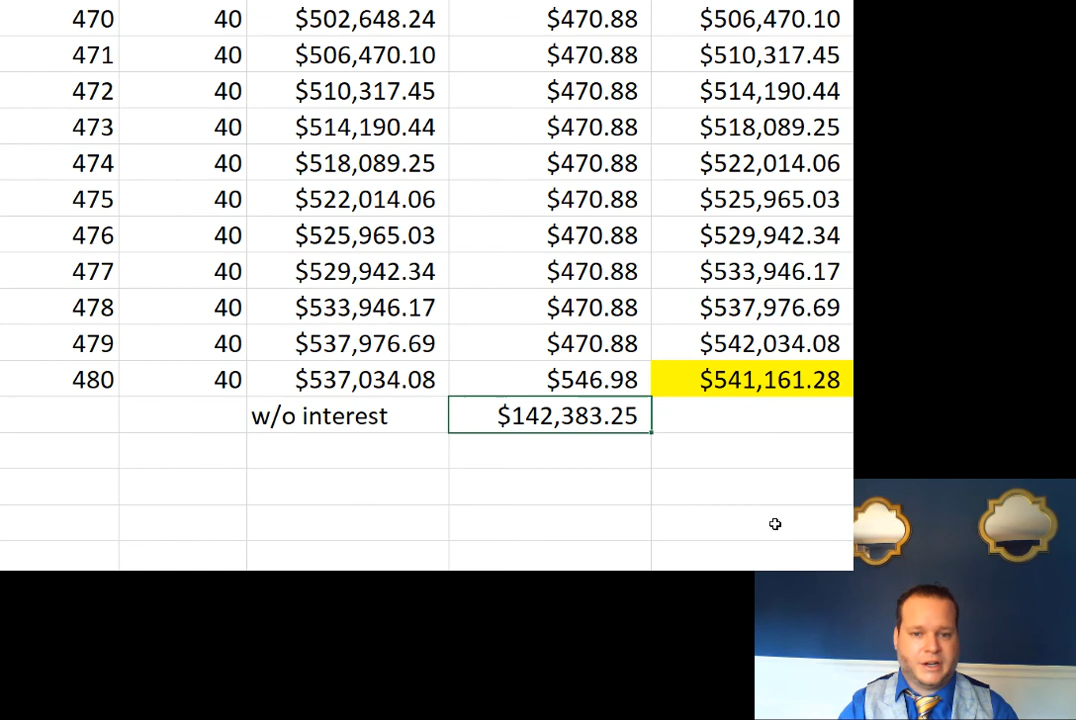 470 40 $502,648.24 $470.88 $506,470.10
471 40 $506,470.10 $470.88 $510,317.45
472 40 $510,317.45 $470.88 $514,190.44
473 40 $514,190.44 $470.88 $518,089.25
474 40 $518,089.25 $470.88 $522,014.06
475 40 $522,014.06 $470.88 $525,965.03
476 40 $525,965.03 $470.88 $529,942.34
477 40 $529,942.34 $470.88 $533,946.17
478 40 $533,946.17 $470.88 $537,976.69
479 40 $537,976.69 $470.88 $542,034.08
480 40 $537,034.08 $546.98 $541,161.28
w/o interest $142,383.25